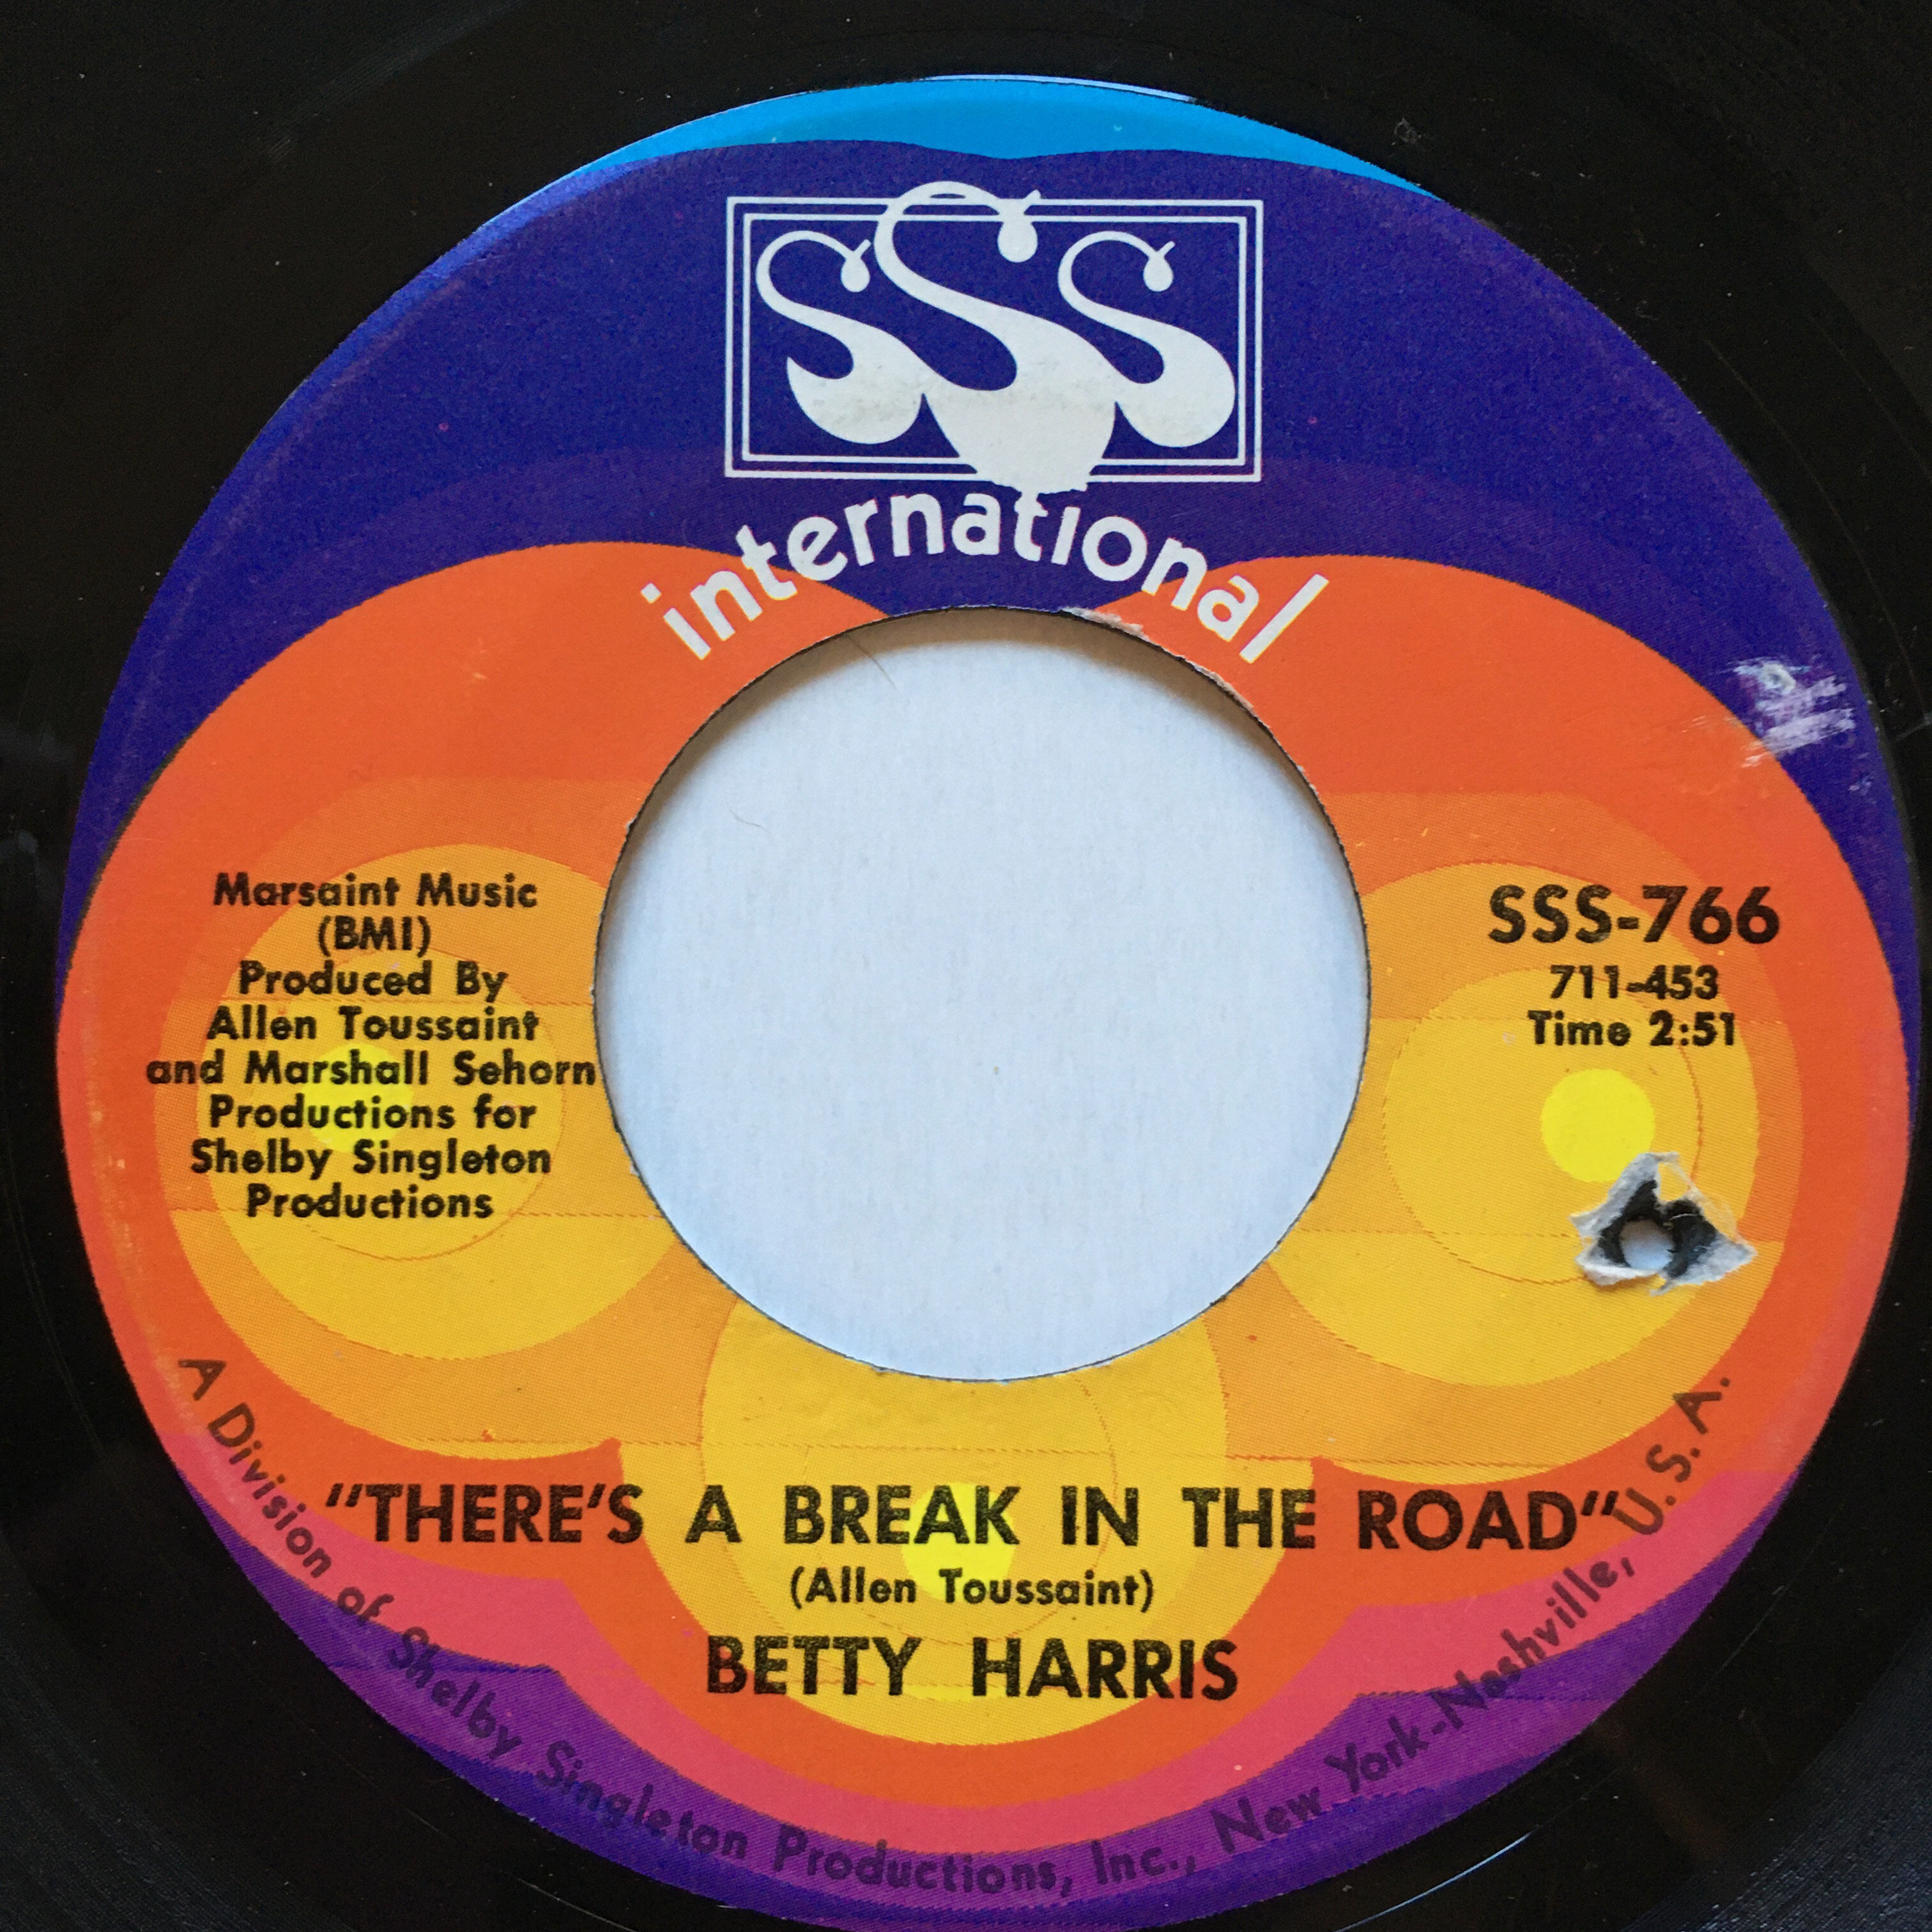 SSS
international
Marsaint Music
(BMI)
Produced By
Allen Toussaint
and Marshall Sehorn
Productions for
Shelby Singleton
Productions
SSS-766
711-453
Time 2:51
"THERE'S A BREAK IN THE ROAD"
(Allen Toussaint)
BETTY HARRIS
A Division of Shelby Singleton Productions, Inc., New York-Nashville, U.S.A.